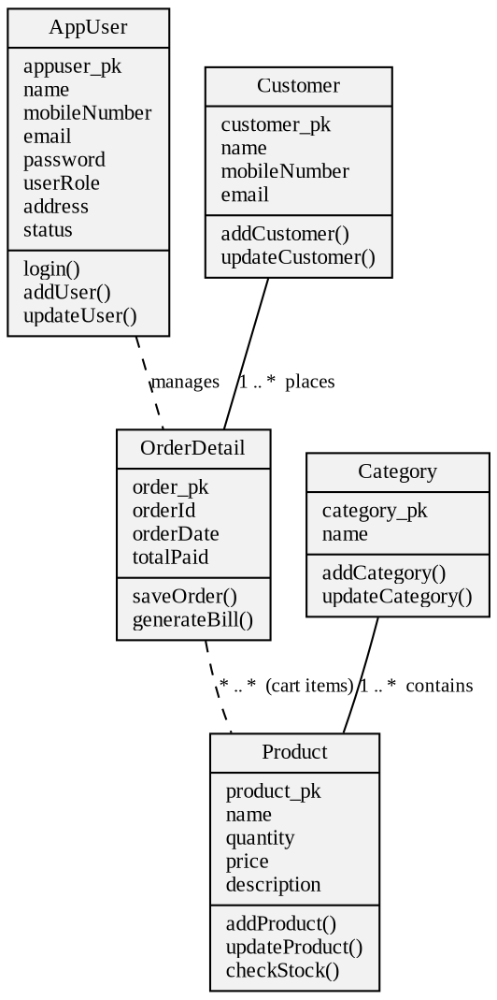 AppUser
appuser_pk
name
mobileNumber
email
password
userRole
address
status
login()
addUser()
updateUser()
Customer
customer_pk
name
mobileNumber
email
addCustomer()
updateCustomer()
manages
1 .. *  places
OrderDetail
order_pk
orderId
orderDate
totalPaid
saveOrder()
generateBill()
Category
category_pk
name
addCategory()
updateCategory()
* .. *  (cart items)
1 .. *  contains
Product
product_pk
name
quantity
price
description
addProduct()
updateProduct()
checkStock()